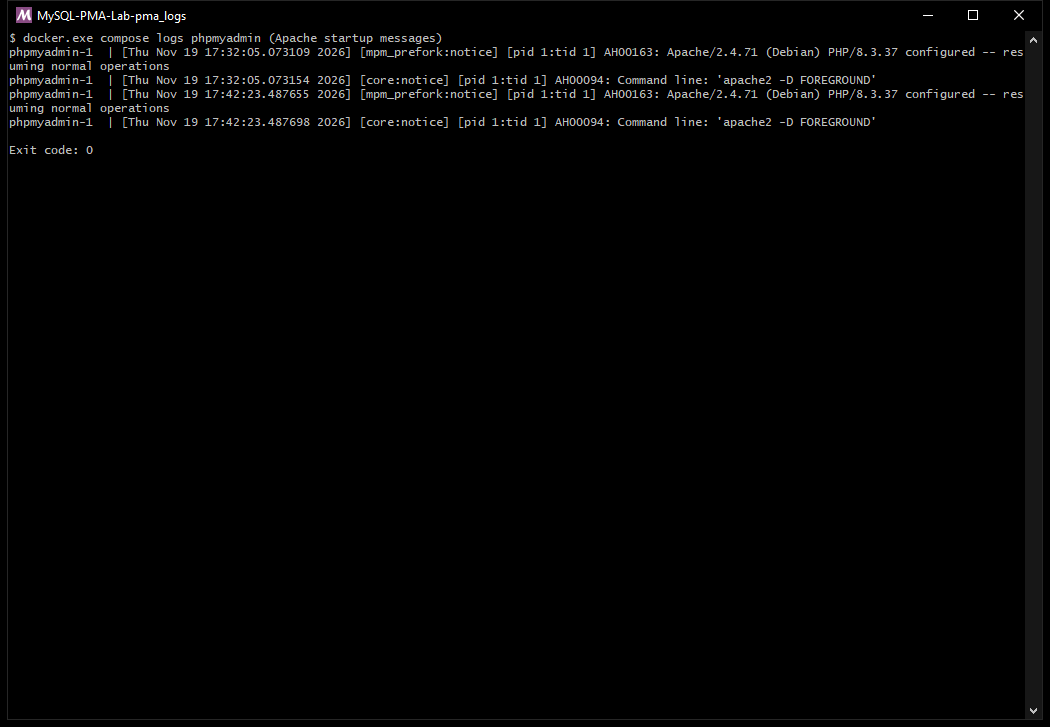 MySQL-PMA-Lab-pma_logs
$ docker.exe compose logs phpmyadmin (Apache startup messages)
phpmyadmin-1  | [Thu Nov 19 17:32:05.073109 2026] [mpm_prefork:notice] [pid 1:tid 1] AH00163: Apache/2.4.71 (Debian) PHP/8.3.37 configured -- res
uming normal operations
phpmyadmin-1  | [Thu Nov 19 17:32:05.073154 2026] [core:notice] [pid 1:tid 1] AH00094: Command line: 'apache2 -D FOREGROUND'
phpmyadmin-1  | [Thu Nov 19 17:42:23.487655 2026] [mpm_prefork:notice] [pid 1:tid 1] AH00163: Apache/2.4.71 (Debian) PHP/8.3.37 configured -- res
uming normal operations
phpmyadmin-1  | [Thu Nov 19 17:42:23.487698 2026] [core:notice] [pid 1:tid 1] AH00094: Command line: 'apache2 -D FOREGROUND'
Exit code: 0